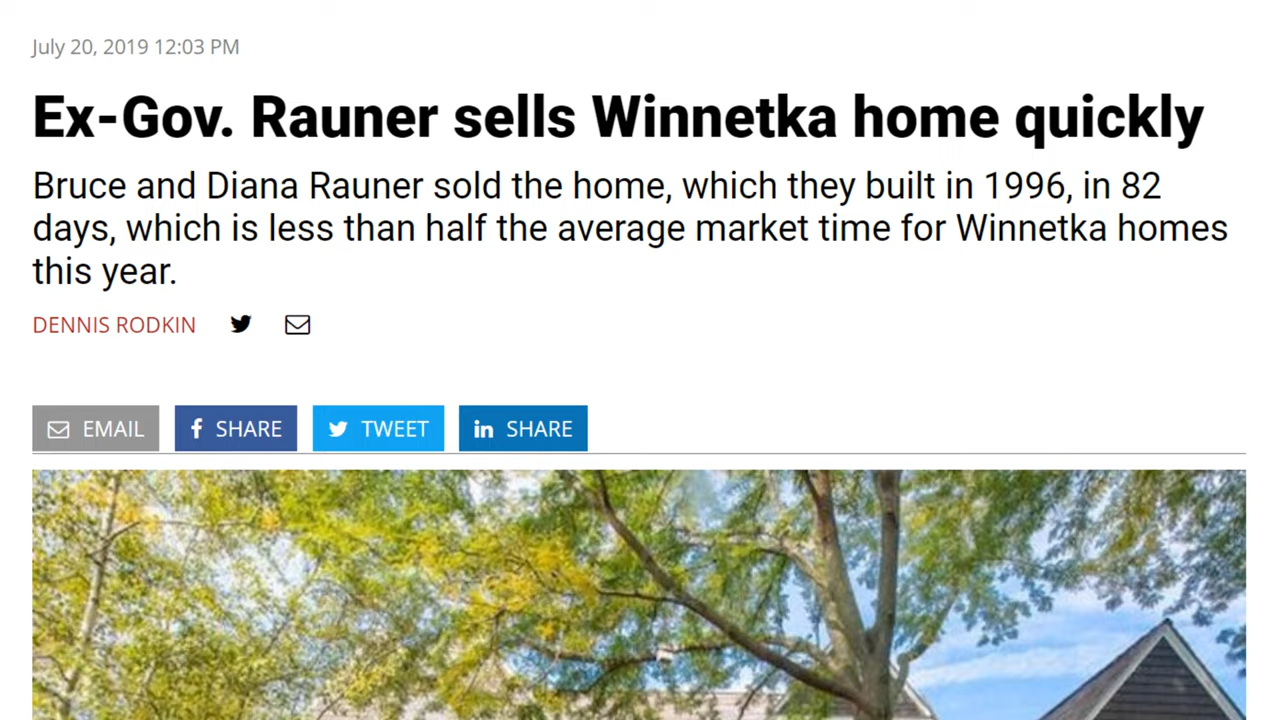 July 20, 2019 12:03 PM
Ex-Gov. Rauner sells Winnetka home quickly
Bruce and Diana Rauner sold the home, which they built in 1996, in 82
days, which is less than half the average market time for Winnetka homes
this year.
DENNIS RODKIN
EMAIL SHARE TWEET SHARE